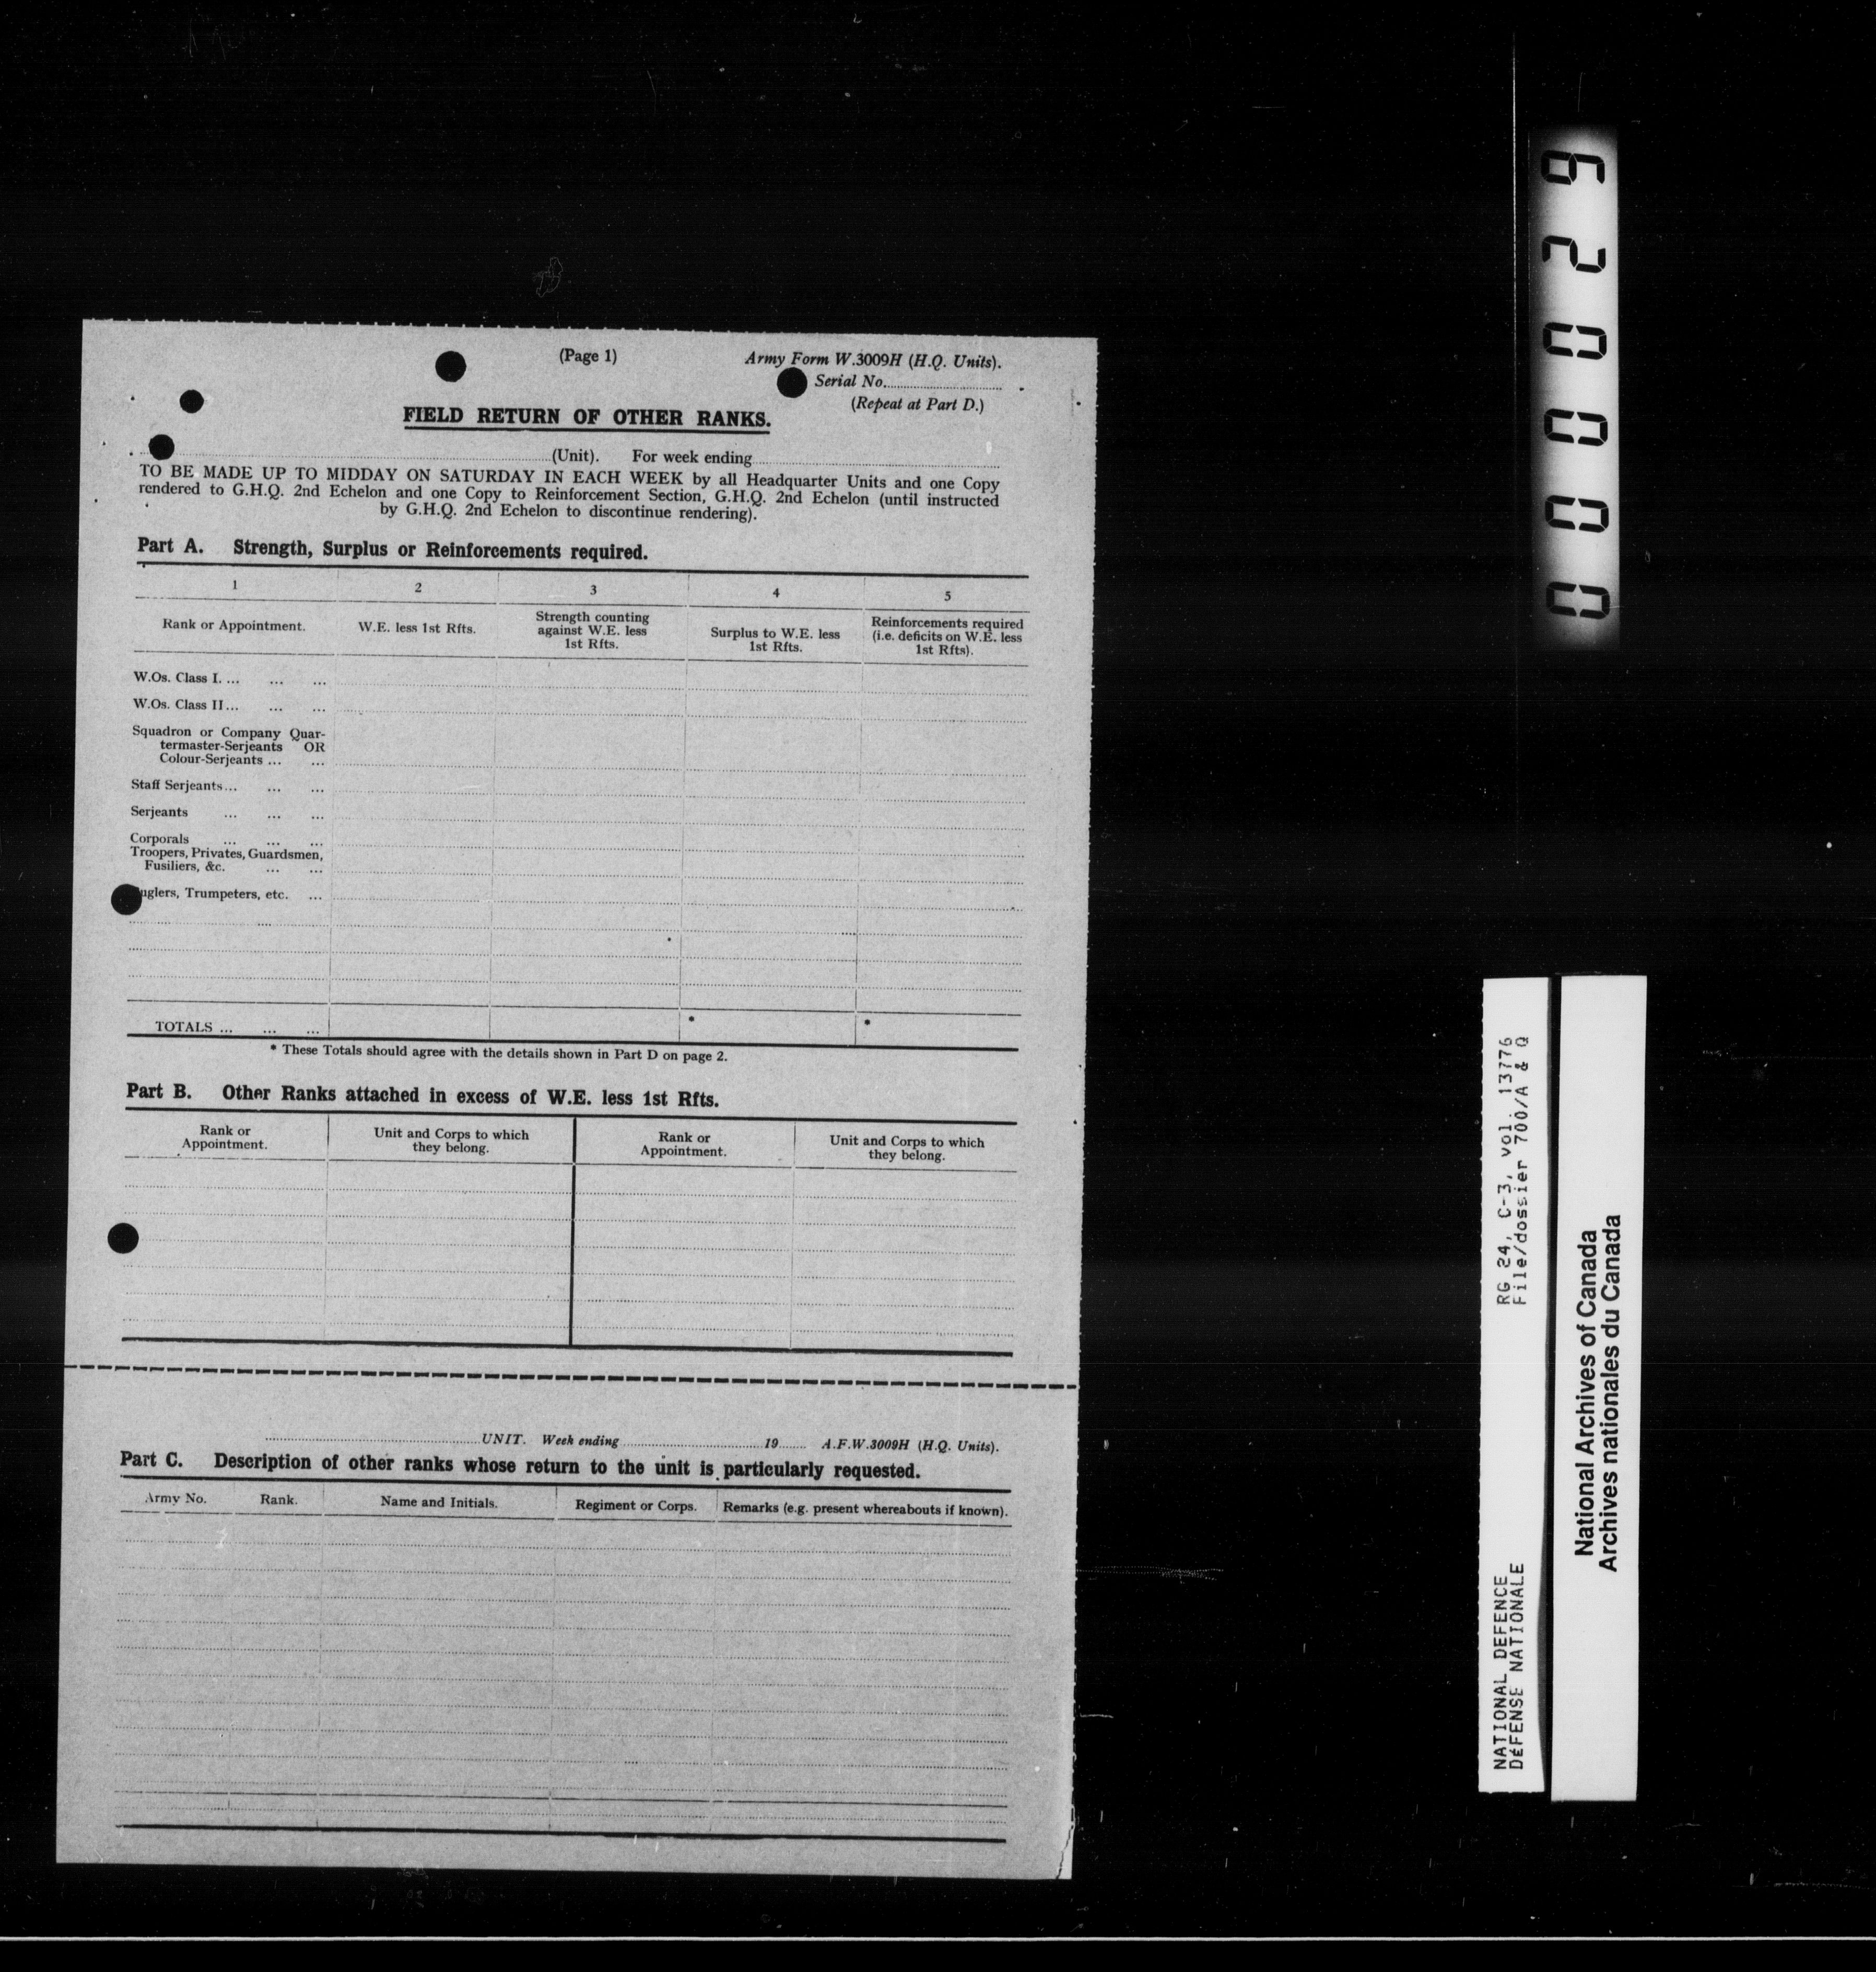 (Page 1)
Army Form W.3009H (H.Q. Units).
Serial No.
(Repeat at Part D.)
FIELD RETURN OF OTHER RANKS.
(Unit). For week ending
TO BE MADE UP TO MIDDAY ON SATURDAY IN EACH WEEK by all Headquarter Units and one Copy
rendered to G.H.Q. 2nd Echelon and one Copy to Reinforcement Section, G.H.Q. 2nd Echelon (until instructed
by G.H.Q. 2nd Echelon to discontinue rendering).
Part A. Strength, Surplus or Reinforcements required.
1 2 3 4 5
Rank or Appointment.
W.E. less 1st Rfts.
Strength counting
against W.E. less
1st Rfts.
Surplus to W.E. less
1st Rfts.
Reinforcements required
(i.e. deficits on W.E. less
1st Rfts).
W.Os. Class I. ... ... ...
W.Os. Class II... ... ...
Squadron or Company Quar-
termaster-Serjeants OR
Colour-Serjeants ... ...
Staff Serjeants... ... ...
Serjeants ... ... ...
Corporals ... ... ...
Troopers, Privates, Guardsmen,
Fusiliers, &c. ... ...
uglers, Trumpeters, etc. ...
TOTALS ... ... ... * *
* These Totals should agree with the details shown in Part D on page 2.
Part B. Other Ranks attached in excess of W.E. less 1st Rfts.
Rank or
Appointment.
Unit and Corps to which
they belong.
Rank or
Appointment.
Unit and Corps to which
they belong.
UNIT. Week ending 19 A.F.W.3009H (H.Q. Units).
Part C. Description of other ranks whose return to the unit is particularly requested.
Army No. Rank. Name and Initials. Regiment or Corps. Remarks (e.g. present whereabouts if known).
000029
NATIONAL DEFENCE RG 24, C-3, vol. 13776
DÉFENSE NATIONALE File/dossier 700/A & Q
National Archives of Canada
Archives nationales du Canada